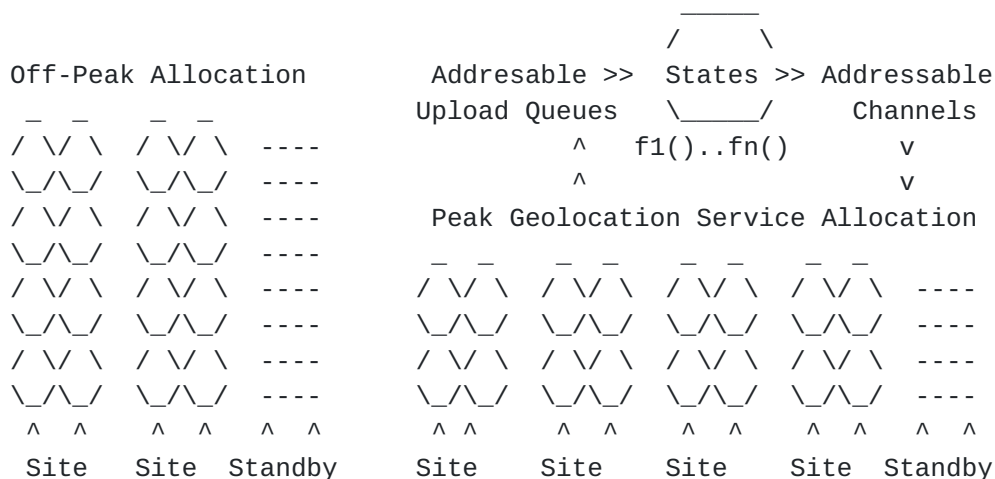 Off-Peak Allocation Addresable >> States >> Addressable
Upload Queues Channels
---- ^ f1()..fn() v
---- ^ v
---- Peak Geolocation Service Allocation
----
---- ----
---- ----
---- ----
---- ----
^ ^ ^ ^ ^ ^ ^ ^ ^ ^ ^ ^ ^ ^ ^ ^
Site Site Standby Site Site Site Site Standby